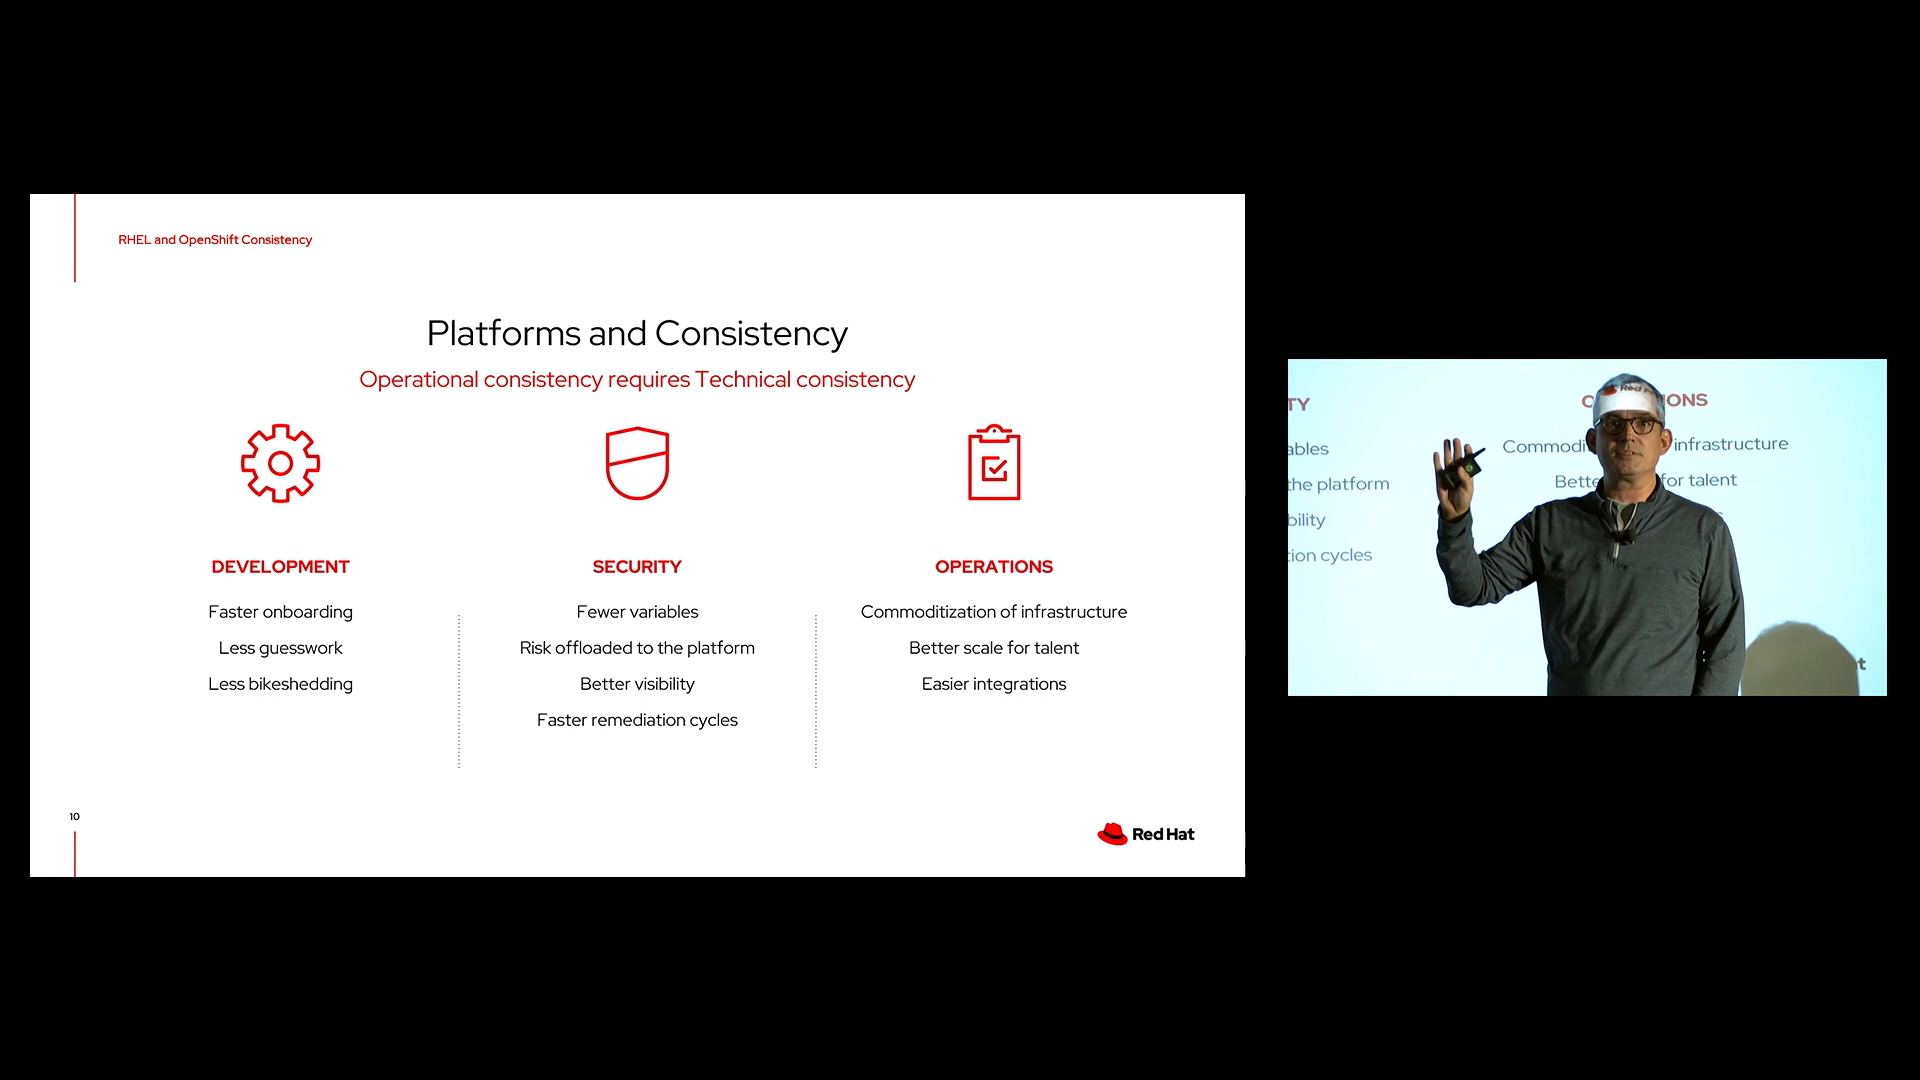 RHEL and OpenShift Consistency
Platforms and Consistency
Operational consistency requires Technical consistency
DEVELOPMENT
Faster onboarding
Less guesswork
Less bikeshedding
SECURITY
Fewer variables
Risk offloaded to the platform
Better visibility
Faster remediation cycles
OPERATIONS
Commoditization of infrastructure
Better scale for talent
Easier integrations
10
Red Hat
TY
ables
the platform
bility
tion cycles
O IONS
Commodi infrastructure
Bette for talent
s
Red
t